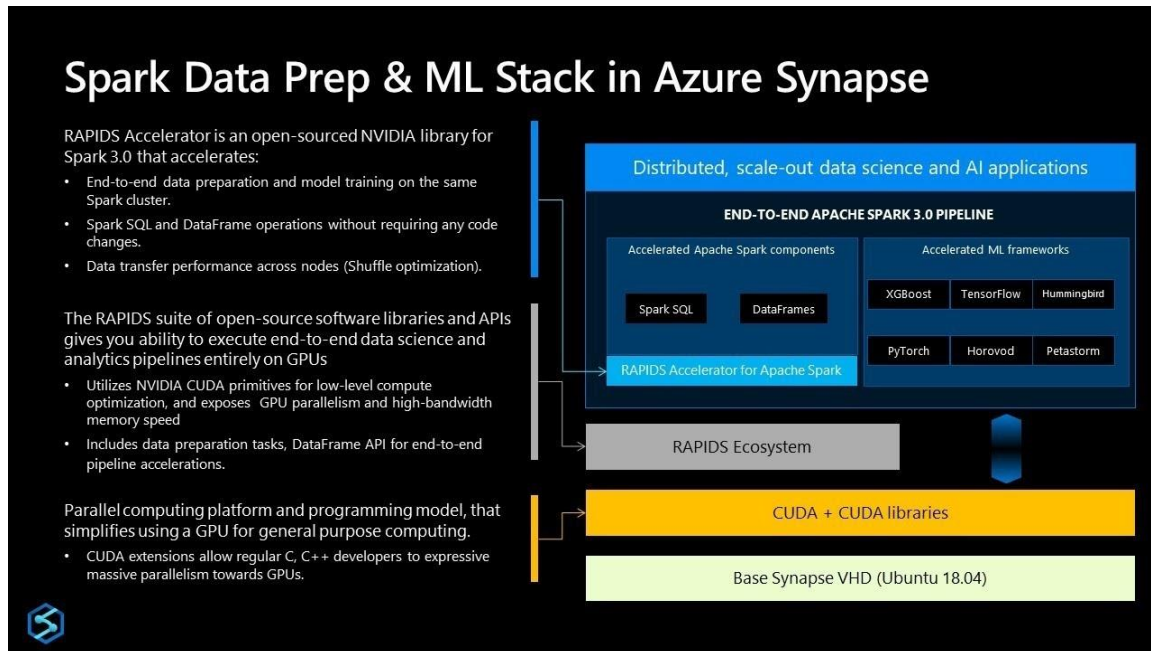 Spark Data Prep & ML Stack in Azure Synapse
RAPIDS Accelerator is an open-sourced NVIDIA library for
Spark 3.0 that accelerates:
• End-to-end data preparation and model training on the same
Spark cluster.
• Spark SQL and DataFrame operations without requiring any code
changes.
• Data transfer performance across nodes (Shuffle optimization).
The RAPIDS suite of open-source software libraries and APIs
gives you ability to execute end-to-end data science and
analytics pipelines entirely on GPUs
• Utilizes NVIDIA CUDA primitives for low-level compute
optimization, and exposes GPU parallelism and high-bandwidth
memory speed
• Includes data preparation tasks, DataFrame API for end-to-end
pipeline accelerations.
Parallel computing platform and programming model, that
simplifies using a GPU for general purpose computing.
• CUDA extensions allow regular C, C++ developers to expressive
massive parallelism towards GPUs.
Distributed, scale-out data science and AI applications
END-TO-END APACHE SPARK 3.0 PIPELINE
Accelerated Apache Spark components
Spark SQL
DataFrames
RAPIDS Accelerator for Apache Spark
Accelerated ML frameworks
XGBoost
TensorFlow
Hummingbird
PyTorch
Horovod
Petastorm
RAPIDS Ecosystem
CUDA + CUDA libraries
Base Synapse VHD (Ubuntu 18.04)